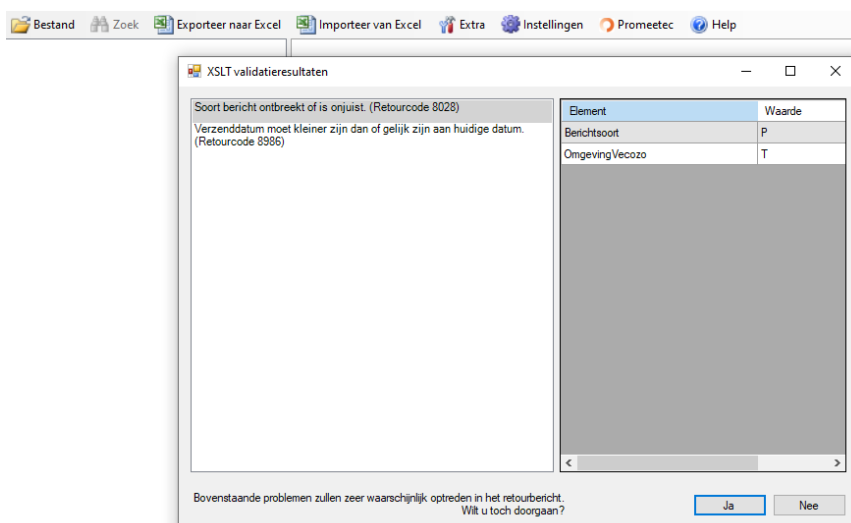 Bestand Zoek Exporteer naar Excel Importeer van Excel Extra Instellingen Promeetec Help
XSLT validatieresultaten
Soort bericht ontbreekt of is onjuist. (Retourcode 8028)
Verzenddatum moet kleiner zijn dan of gelijk zijn aan huidige datum.
(Retourcode 8986)
Element Waarde
Berichtsoort P
OmgevingVecozo T
Bovenstaande problemen zullen zeer waarschijnlijk optreden in het retourbericht.
Wilt u toch doorgaan?
Ja Nee